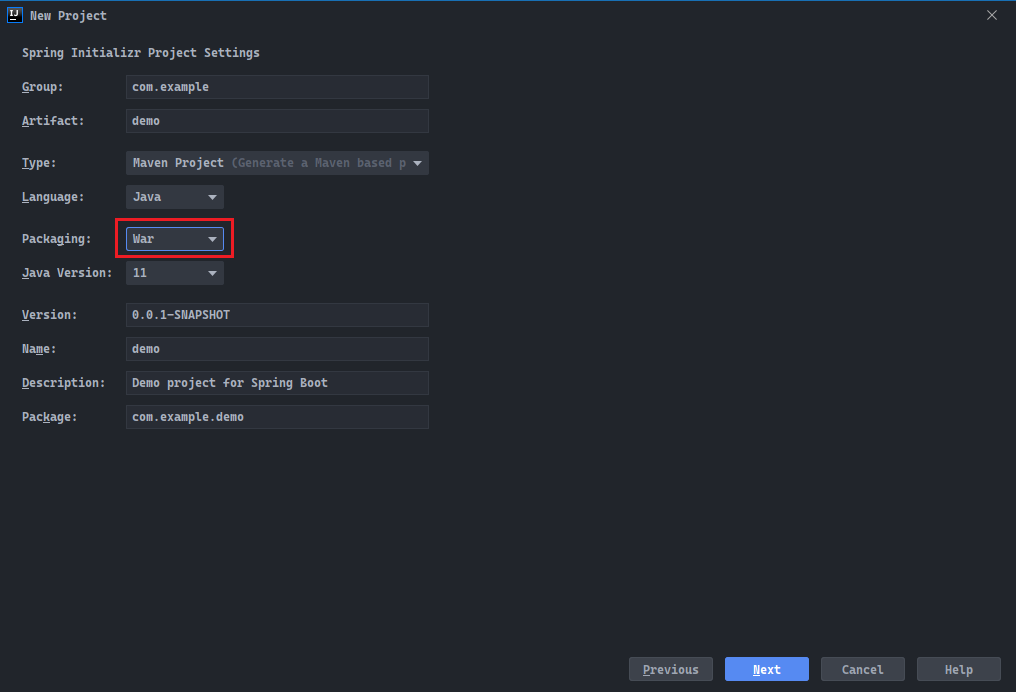 IJ New Project
Spring Initializr Project Settings
Group: com.example
Artifact: demo
Type: Maven Project (Generate a Maven based p
Language: Java
Packaging: War
Java Version: 11
Version: 0.0.1-SNAPSHOT
Name: demo
Description: Demo project for Spring Boot
Package: com.example.demo
Previous Next Cancel Help